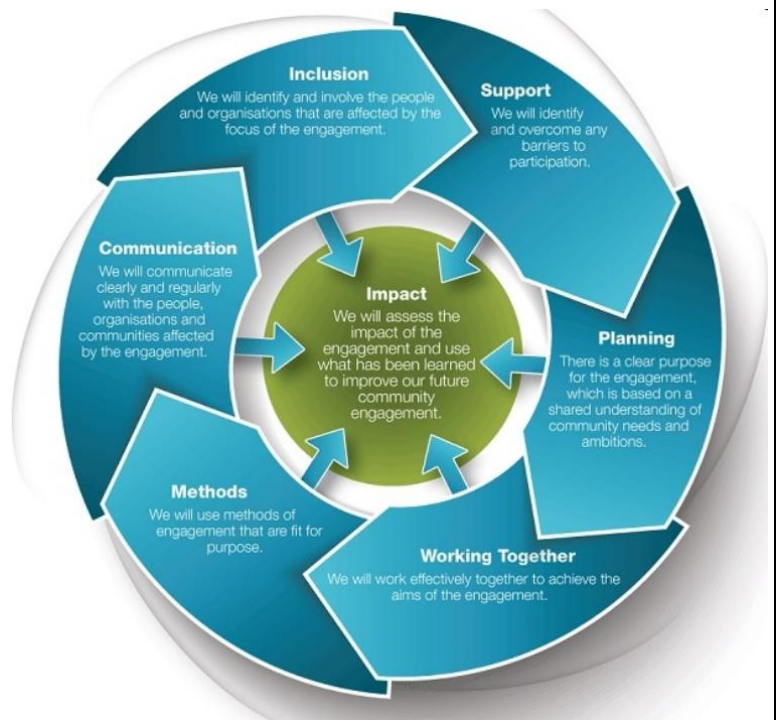 Inclusion
We will identify and involve the people
and organisations that are affected by the
focus of the engagement.
Support
We will identify
and overcome any
barriers to
participation.
Planning
There is a clear purpose
for the engagement,
which is based on a
shared understanding of
community needs and
ambitions.
Working Together
We will work effectively together to achieve the
aims of the engagement.
Methods
We will use methods of
engagement that are fit for
purpose.
Communication
We will communicate
clearly and regularly
with the people,
organisations and
communities affected
by the engagement.
Impact
We will assess the
impact of the
engagement and use
what has been learned
to improve our future
community
engagement.